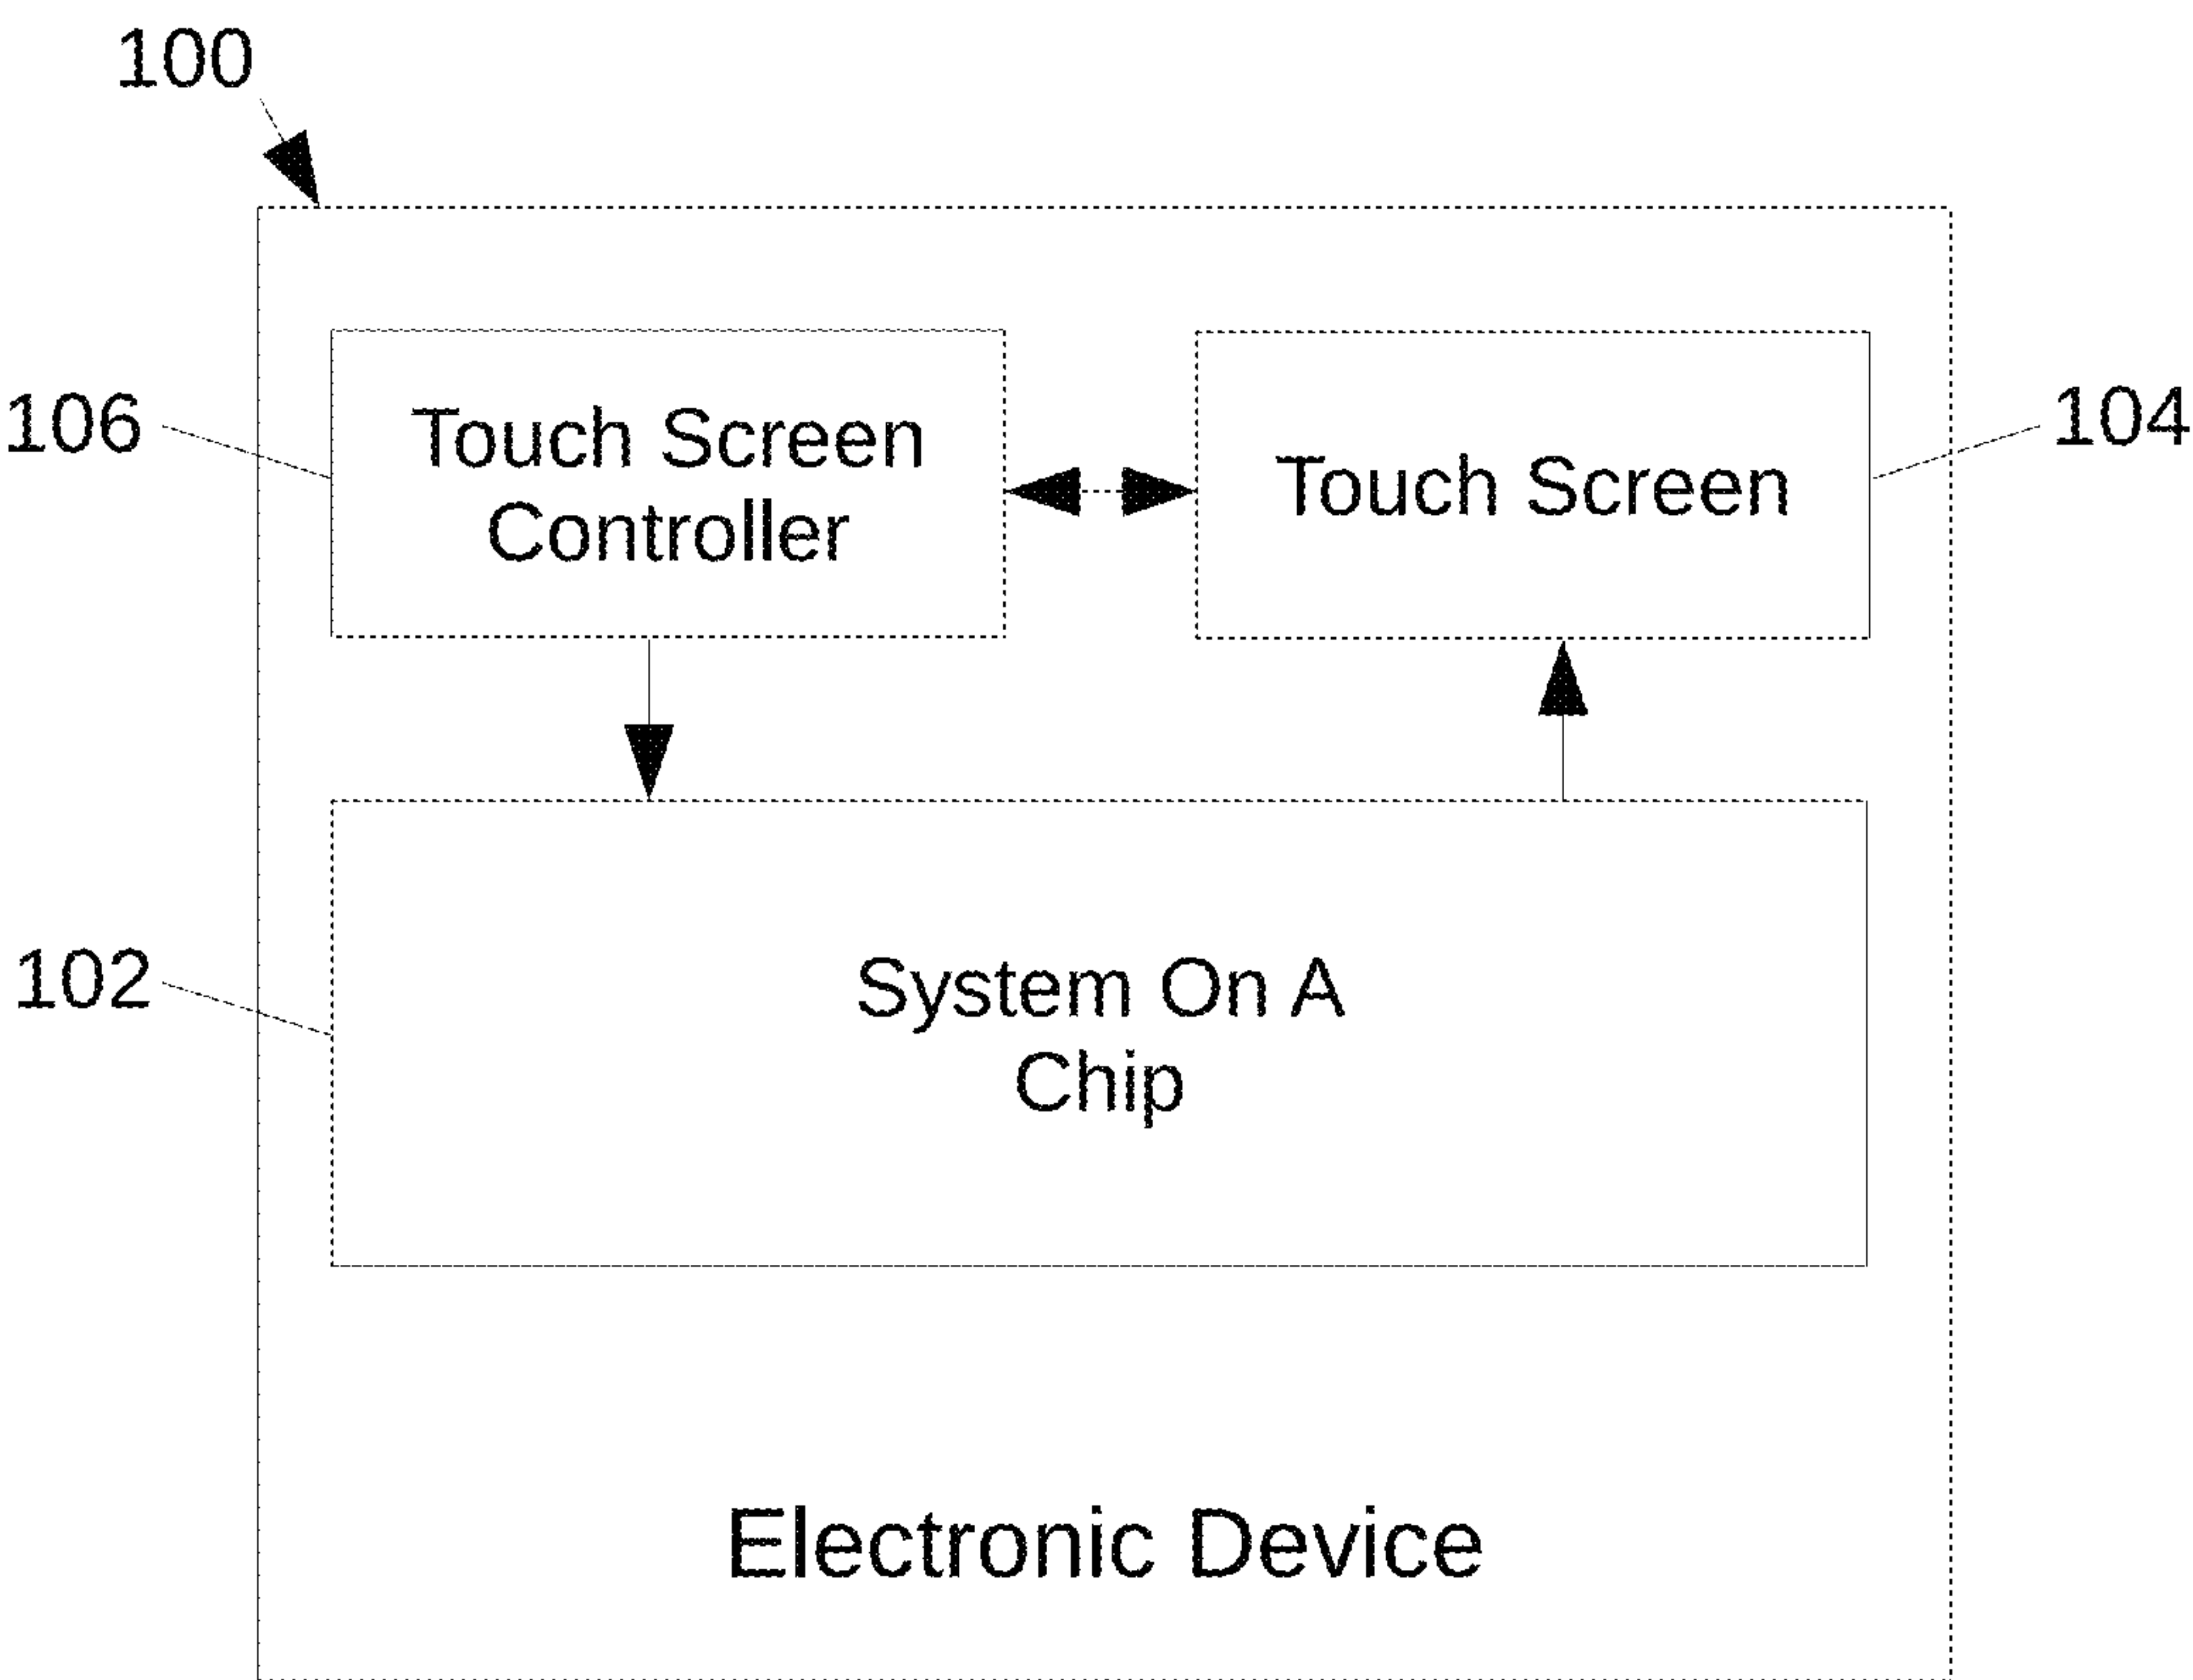 100
106
Touch Screen
Controller
Touch Screen
104
102
System On A
Chip
Electronic Device